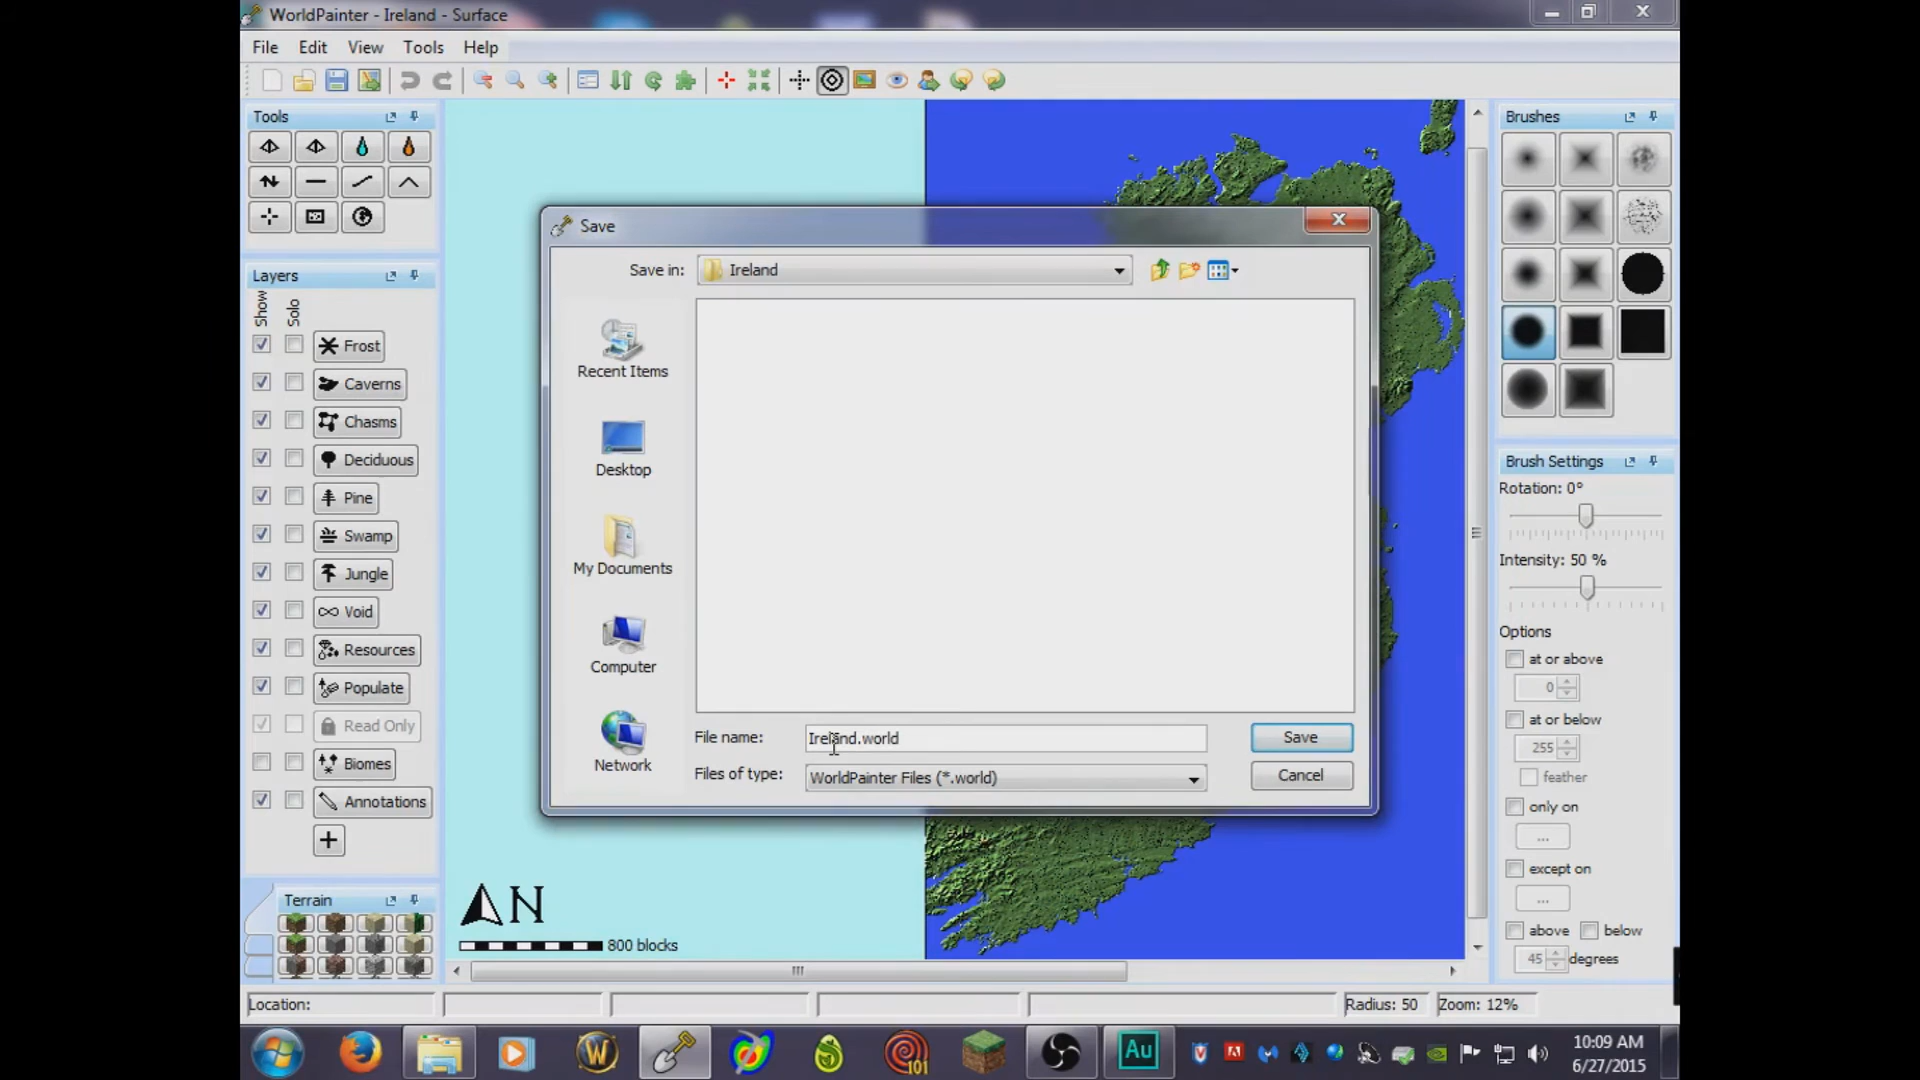 WorldPainter - Ireland - Surface
File Edit View Tools Help
Tools
Layers
Show
Solo
Frost
Caverns
Chasms
Deciduous
Pine
Swamp
Jungle
Void
Resources
Populate
Read Only
Biomes
Annotations
Terrain
Save
Save in: Ireland
Recent Items
Desktop
My Documents
Computer
Network
File name: Ireland.world
Save
Files of type: WorldPainter Files (*.world)
Cancel
N
800 blocks
Brushes
Brush Settings
Rotation: 0°
Intensity: 50 %
Options
at or above
0
at or below
255
feather
only on
...
except on
...
above below
45 degrees
Location:
Radius: 50
Zoom: 12%
W
101
Au
10:09 AM
6/27/2015